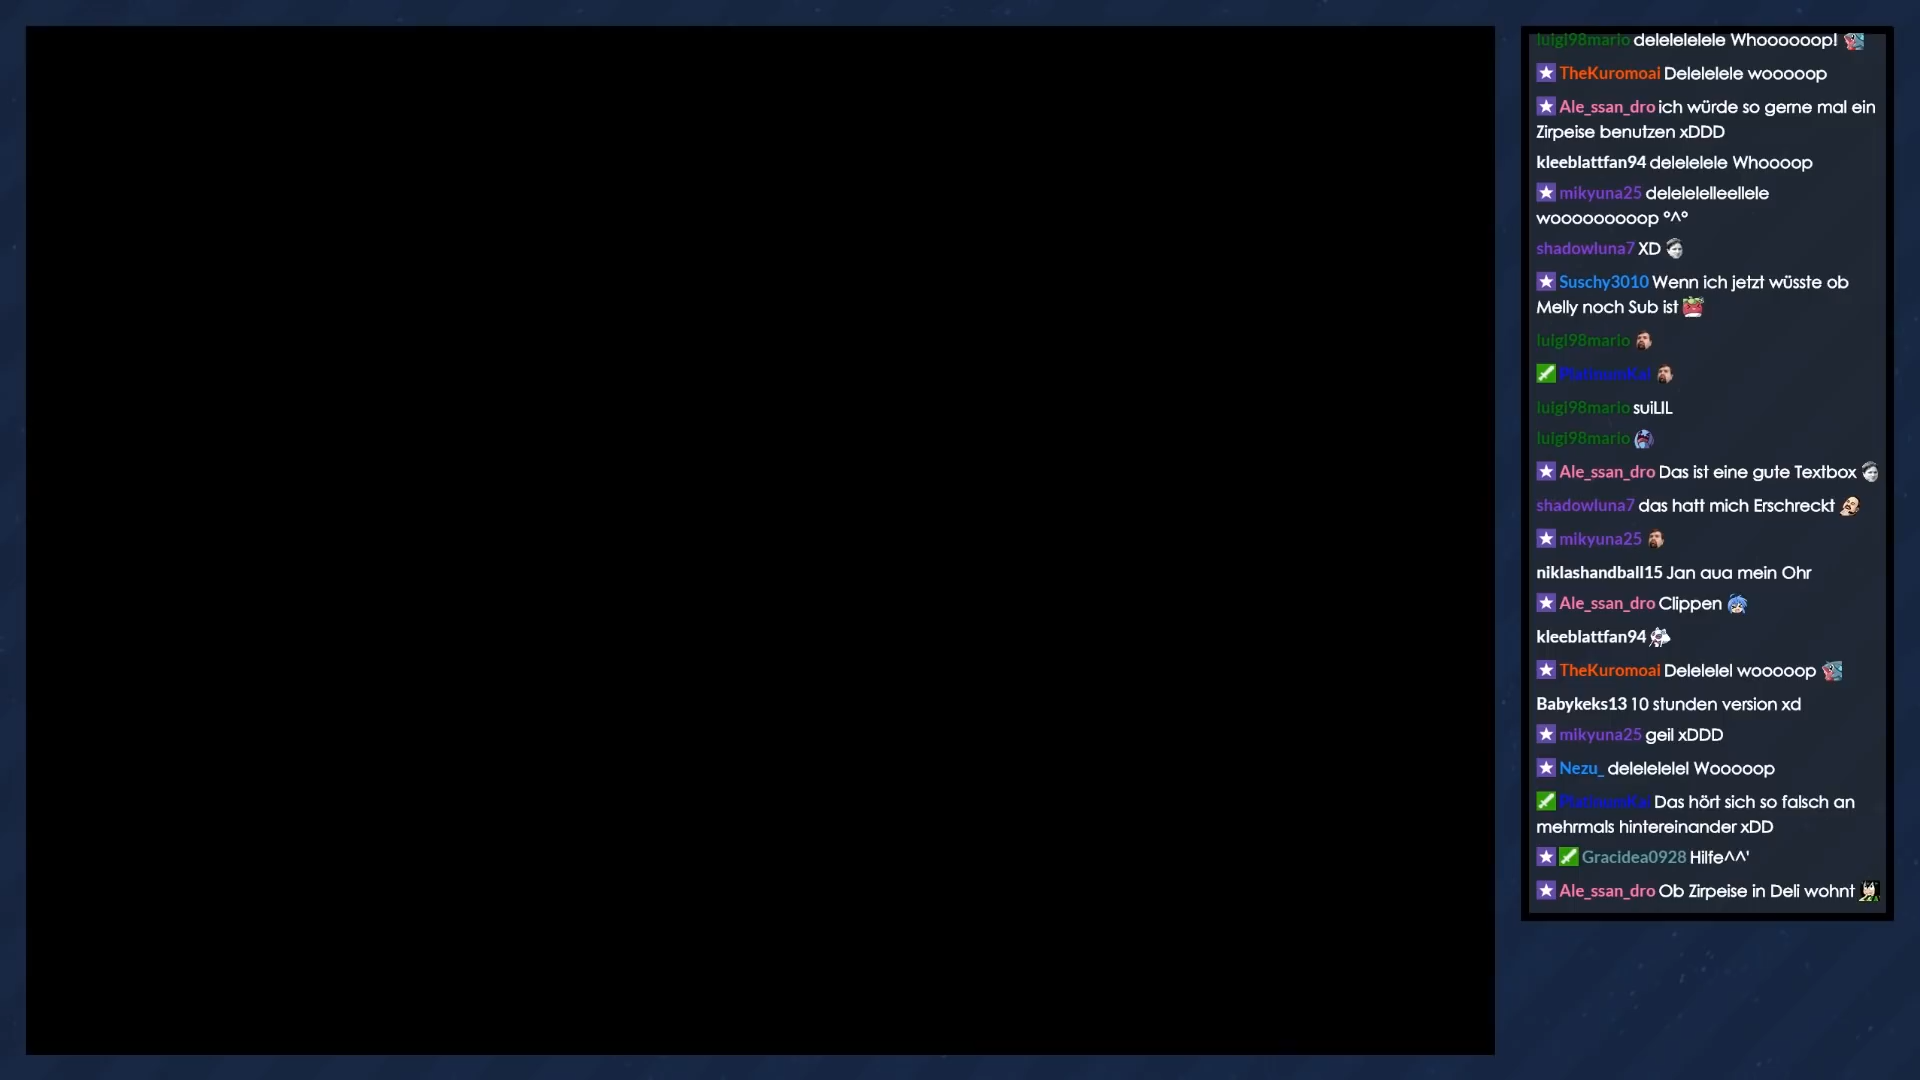 luigi98mario delelelelele Whoooooop!
TheKuromoai Delelelele wooooop
Ale_ssan_dro ich würde so gerne mal ein
Zirpeise benutzen xDDD
kleeblattfan94 delelelele Whoooop
mikyuna25 delelelelleellele
wooooooooop °^°
shadowluna7 XD
Suschy3010 Wenn ich jetzt wüsste ob
Melly noch Sub ist
luigi98mario
PlatinumKai
luigi98mario suiLIL
luigi98mario
Ale_ssan_dro Das ist eine gute Textbox
shadowluna7 das hatt mich Erschreckt
mikyuna25
niklashandball15 Jan aua mein Ohr
Ale_ssan_dro Clippen
kleeblattfan94
TheKuromoai Delelelel wooooop
Babykeks13 10 stunden version xd
mikyuna25 geil xDDD
Nezu_ delelelelel Wooooop
PlatinumKai Das hört sich so falsch an
mehrmals hintereinander xDD
Gracidea0928 Hilfe^^'
Ale_ssan_dro Ob Zirpeise in Deli wohnt